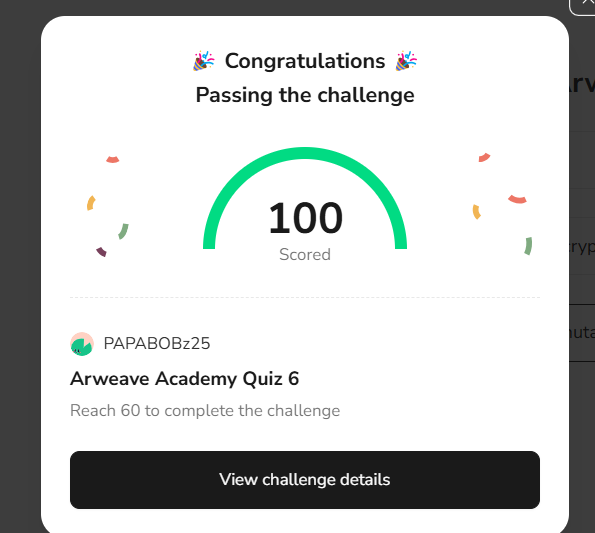 Congratulations
Passing the challenge
100
Scored
PAPABOBz25
Arweave Academy Quiz 6
Reach 60 to complete the challenge
View challenge details